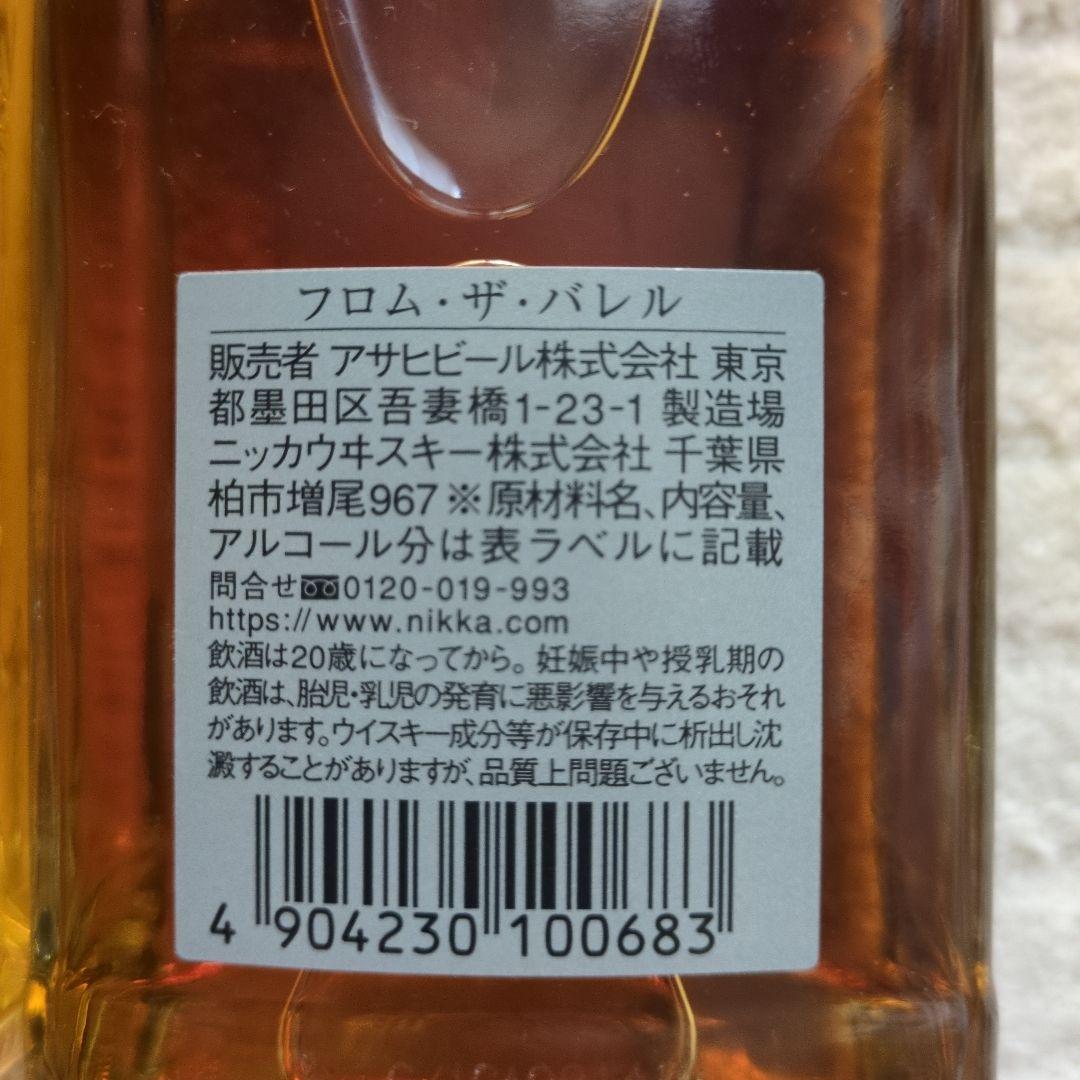 フロム・ザ・バレル
販売者 アサヒビール株式会社 東京
都墨田区吾妻橋1-23-1 製造場
ニッカウヰスキー株式会社 千葉県
柏市増尾967 ※原材料名、内容量、
アルコール分は表ラベルに記載
問合せ 0120-019-993
https://www.nikka.com
飲酒は20歳になってから。妊娠中や授乳期の
飲酒は、胎児・乳児の発育に悪影響を与えるおそれ
があります。ウイスキー成分等が保存中に析出し沈
澱することがありますが、品質上問題ございません。
4 904230 100683